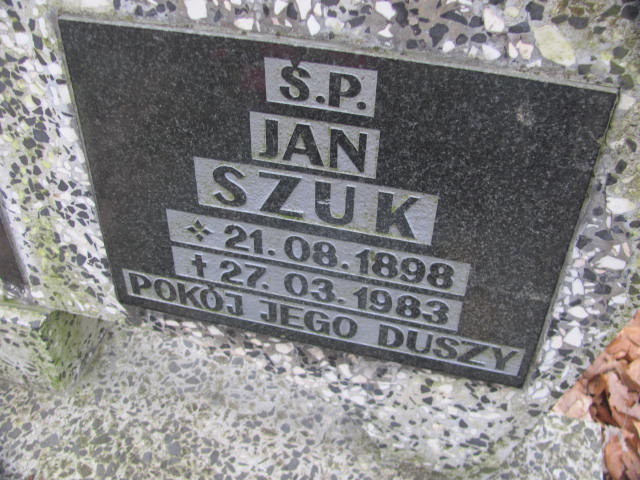 Ś.P.
JAN
SZUK
✧ 21.08.1898
✝ 27.03.1983
POKÓJ JEGO DUSZY